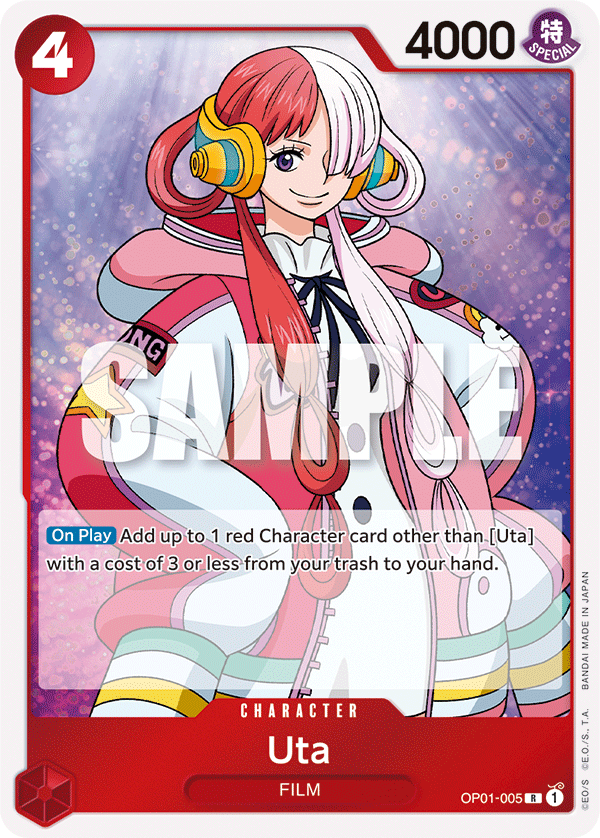 4
4000
特
SPECIAL
NG
SAMPLE
On Play Add up to 1 red Character card other than [Uta]
with a cost of 3 or less from your trash to your hand.
CHARACTER
Uta
FILM
OP01-005 R 1
©E.O/S ©E.O./S., T.A. BANDAI MADE IN JAPAN